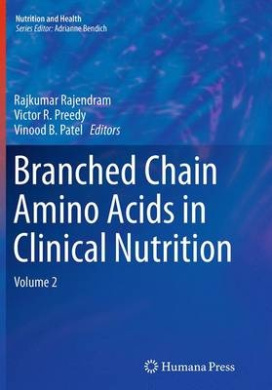 Nutrition and Health
Series Editor: Adrianne Bendich
Rajkumar Rajendram
Victor R. Preedy
Vinood B. Patel Editors
Branched Chain
Amino Acids in
Clinical Nutrition
Volume 2
Humana Press